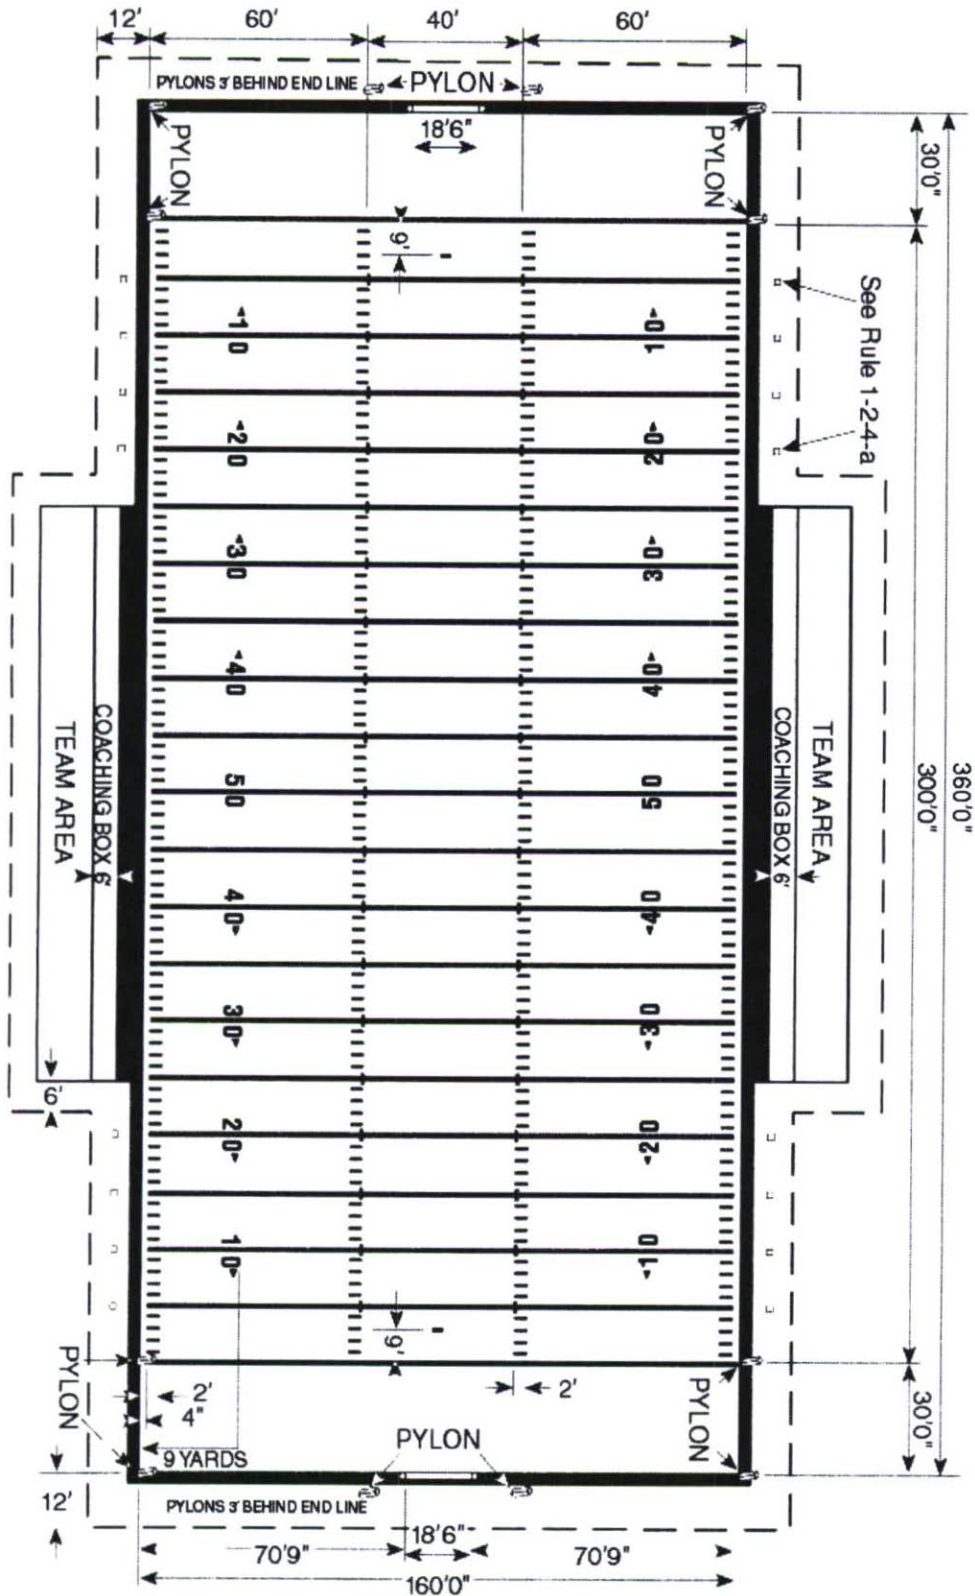 12' 60' 40' 60'
PYLONS 3' BEHIND END LINE PYLON
18'6"
PYLON PYLON
30'0"
9'
See Rule 1-2-4-a
10 10
20 20
30 30
40 40
50 50
40 40
30 30
20 20
10 10
COACHING BOX 6'
TEAM AREA
COACHING BOX 6'
TEAM AREA
300'0"
360'0"
6'
9'
PYLON
2' 2'
4"
9 YARDS
PYLON
PYLON
30'0"
12'
PYLONS 3' BEHIND END LINE
18'6"
70'9" 70'9"
160'0"